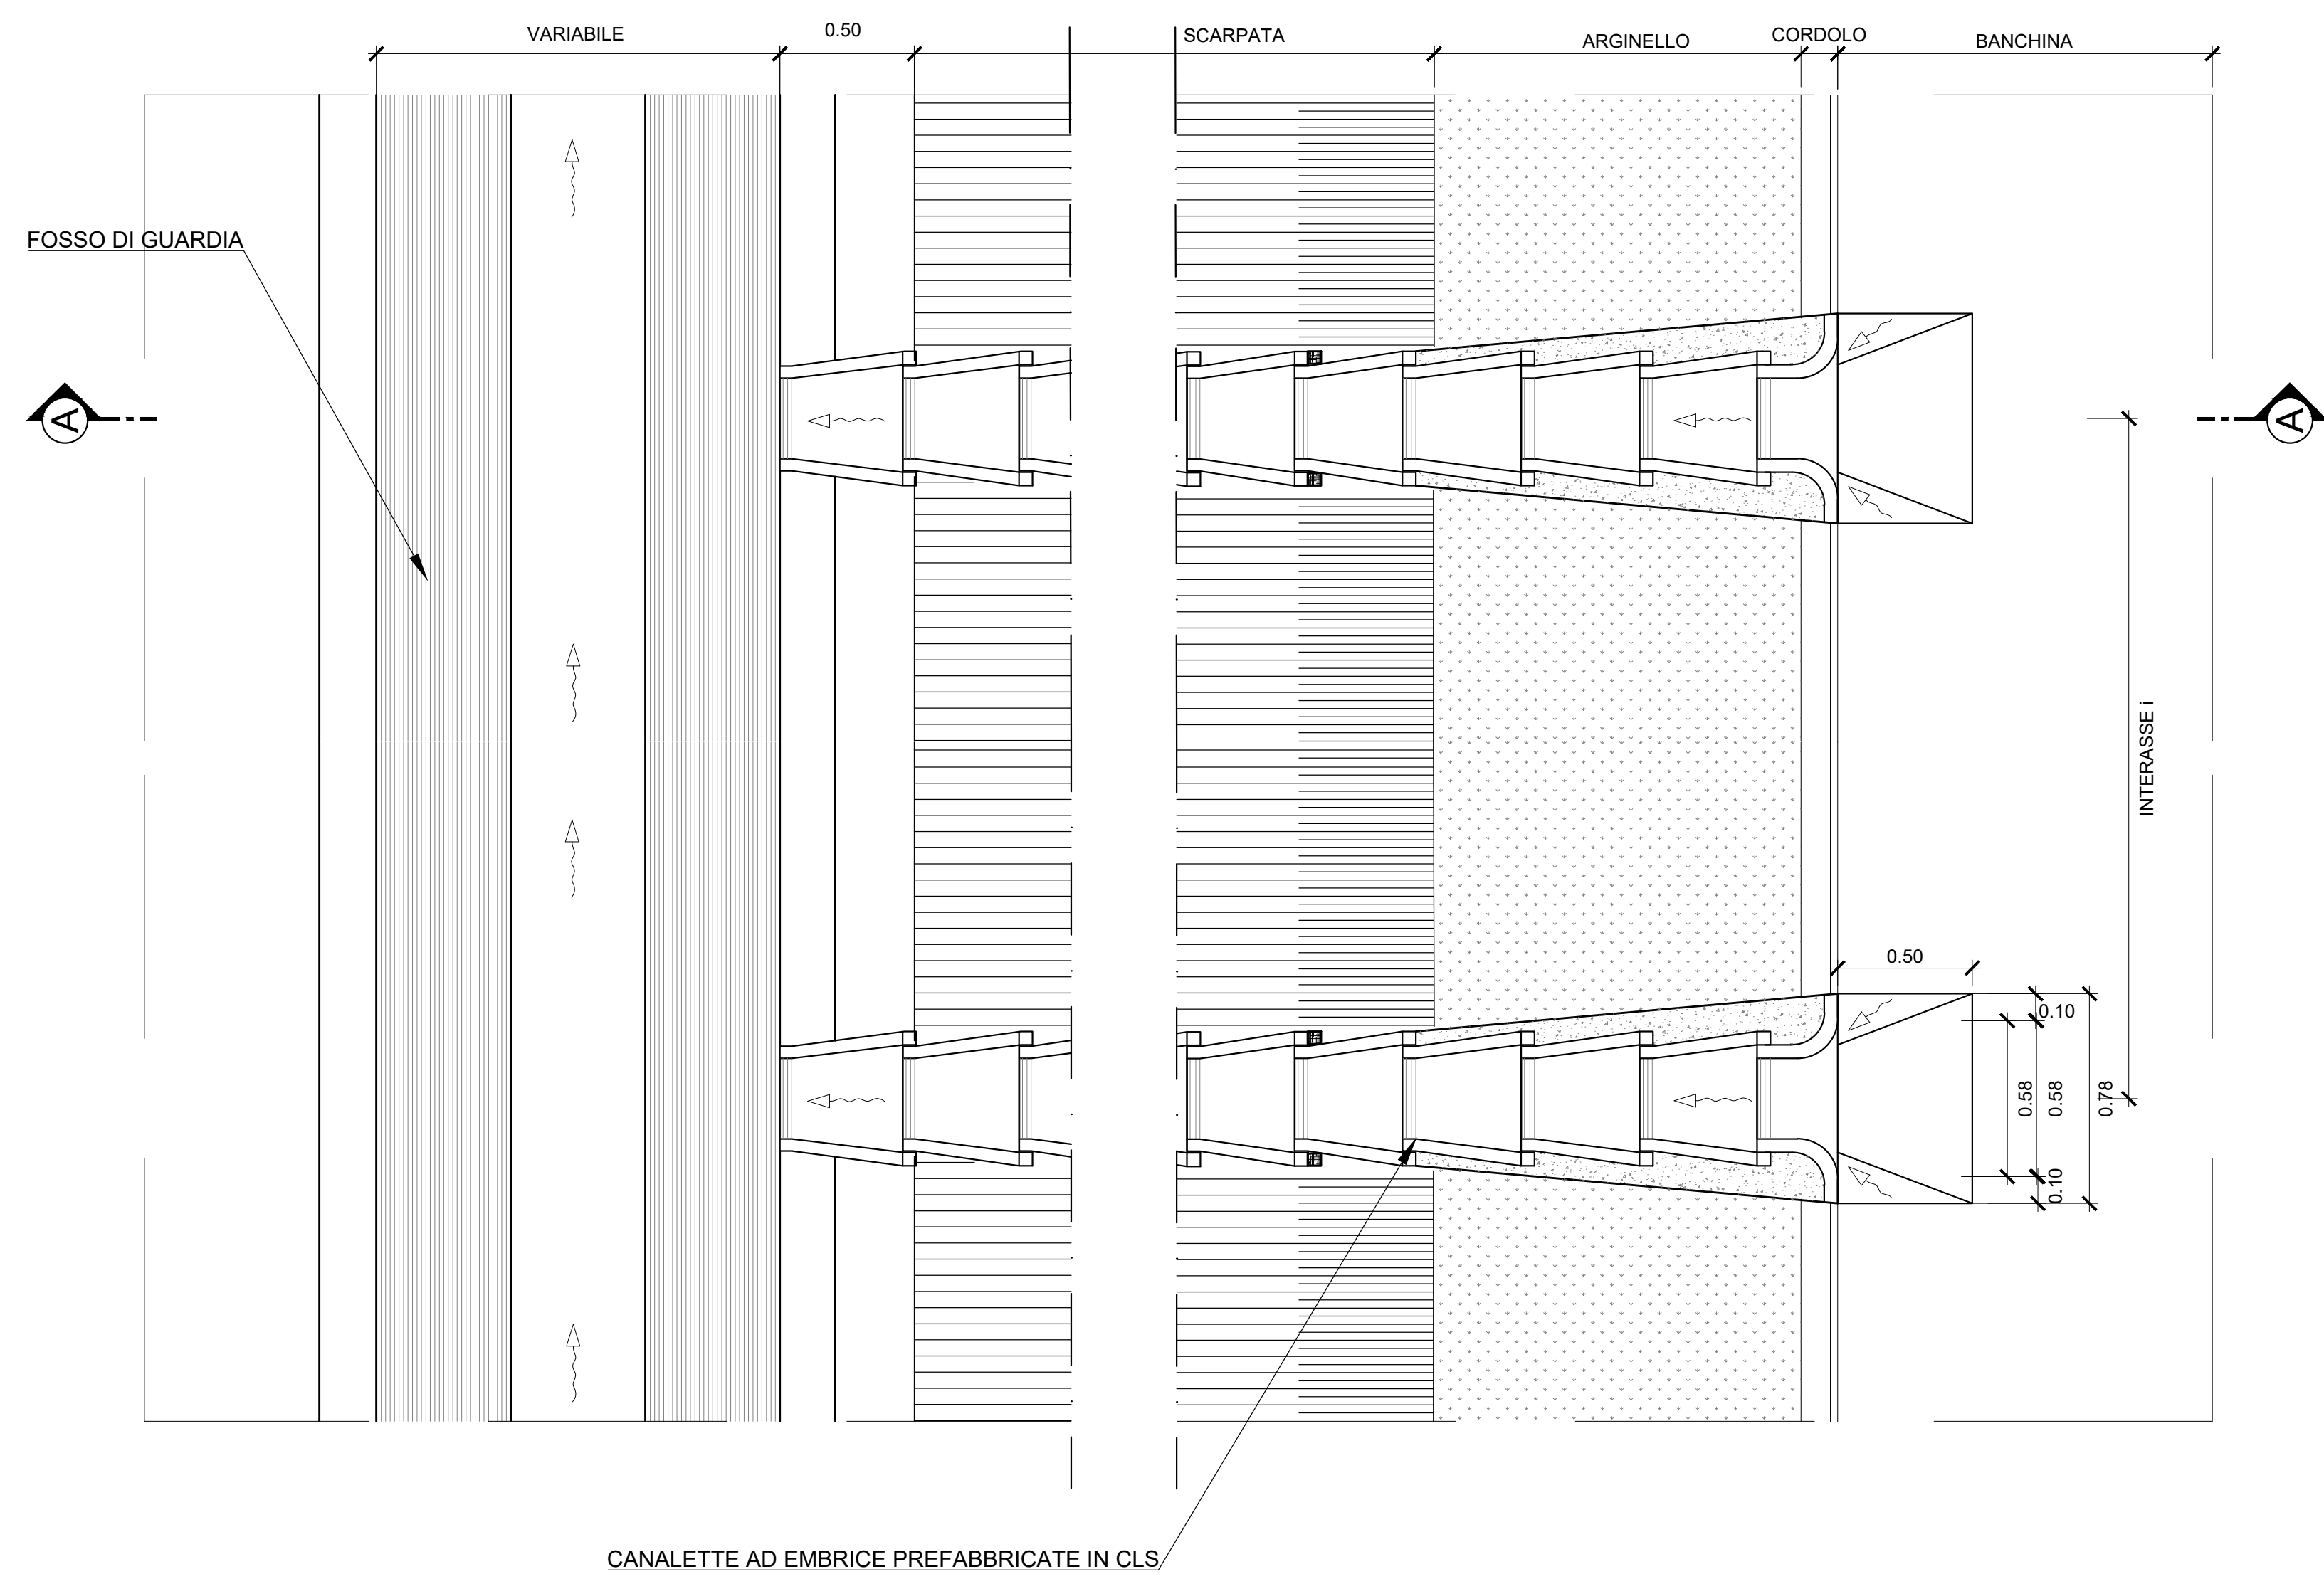 VARIABILE
0.50
SCARPATA
ARGINELLO
CORDOLO
BANCHINA
FOSSO DI GUARDIA
A
A
INTERASSE i
0.50
0.10
0.58
0.58
0.78
0.10
CANALETTE AD EMBRICE PREFABBRICATE IN CLS